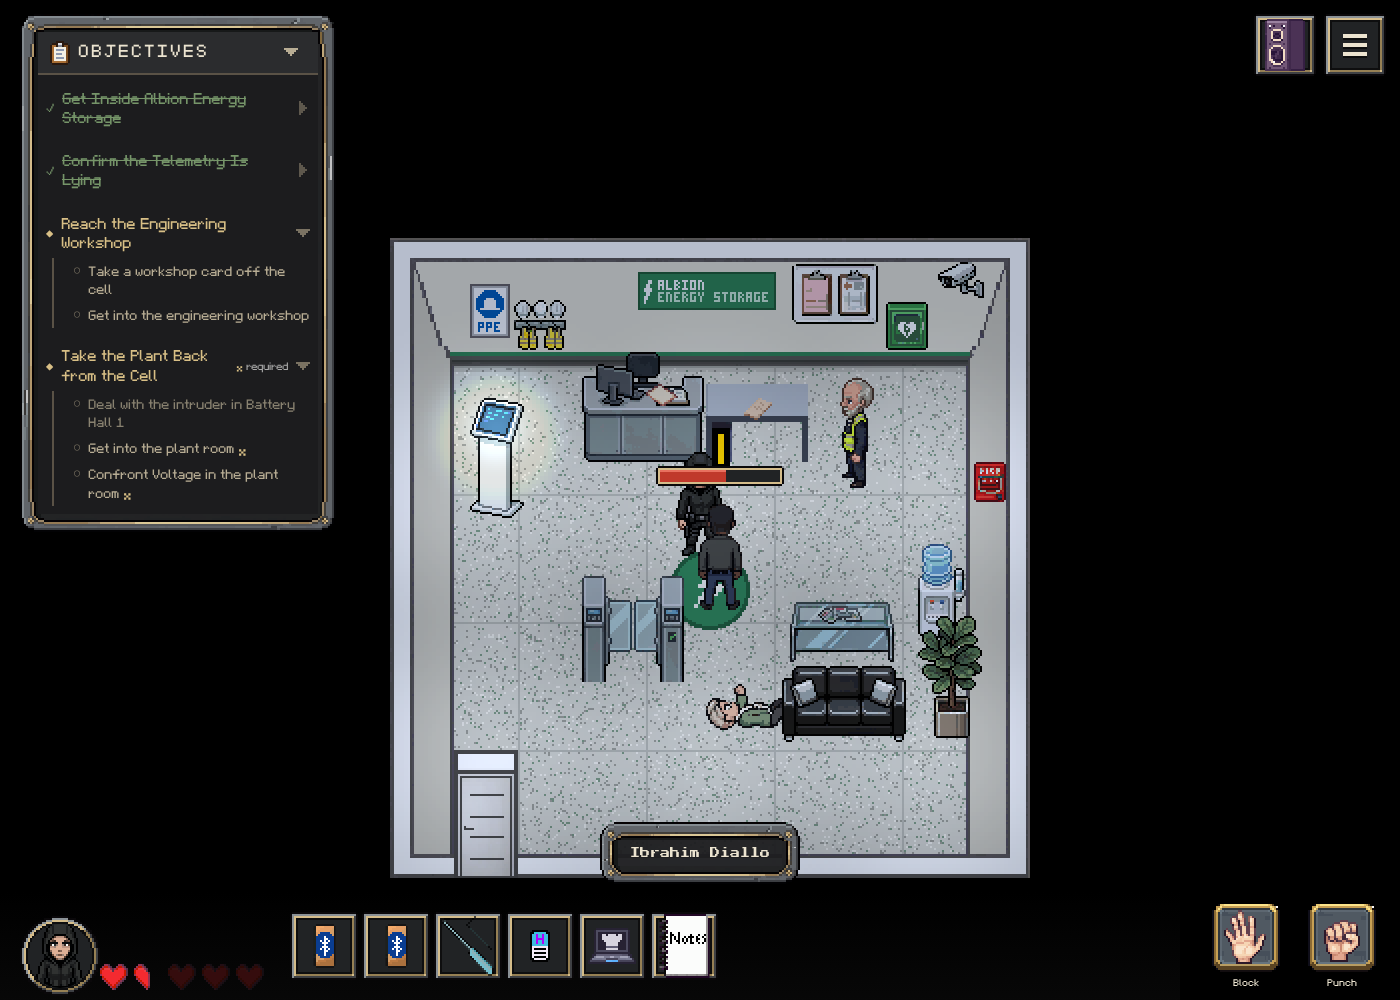 OBJECTIVES
Get Inside Albion Energy
Storage
Confirm the Telemetry Is
Lying
Reach the Engineering
Workshop
Take a workshop card off the
cell
Get into the engineering workshop
Take the Plant Back
from the Cell
x required
Deal with the intruder in Battery
Hall 1
Get into the plant room x
Confront Voltage in the plant
room x
PPE
ALBION
ENERGY STORAGE
FIRE
Ibrahim Diallo
H
Notes
Block
Punch